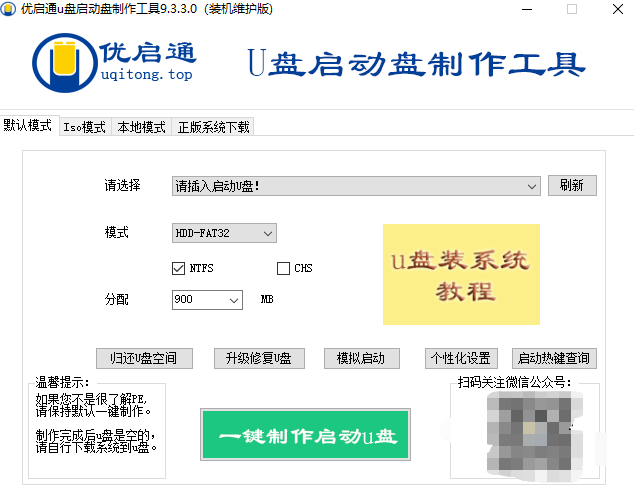 优启通u盘启动盘制作工具9.3.3.0（装机维护版)
优启通
uqitong.top
U盘启动盘制作工具
默认模式 Iso模式 本地模式 正版系统下载
请选择 请插入启动U盘! 刷新
模式 HDD-FAT32
NTFS CHS
分配 900 MB
u盘装系统
教程
归还U盘空间 升级修复U盘 模拟启动 个性化设置 启动热键查询
温馨提示:
如果您不是很了解PE,
请保持默认一键制作。
制作完成后u盘是空的,
请自行下载系统到u盘。
一键制作启动u盘
扫码关注微信公众号: